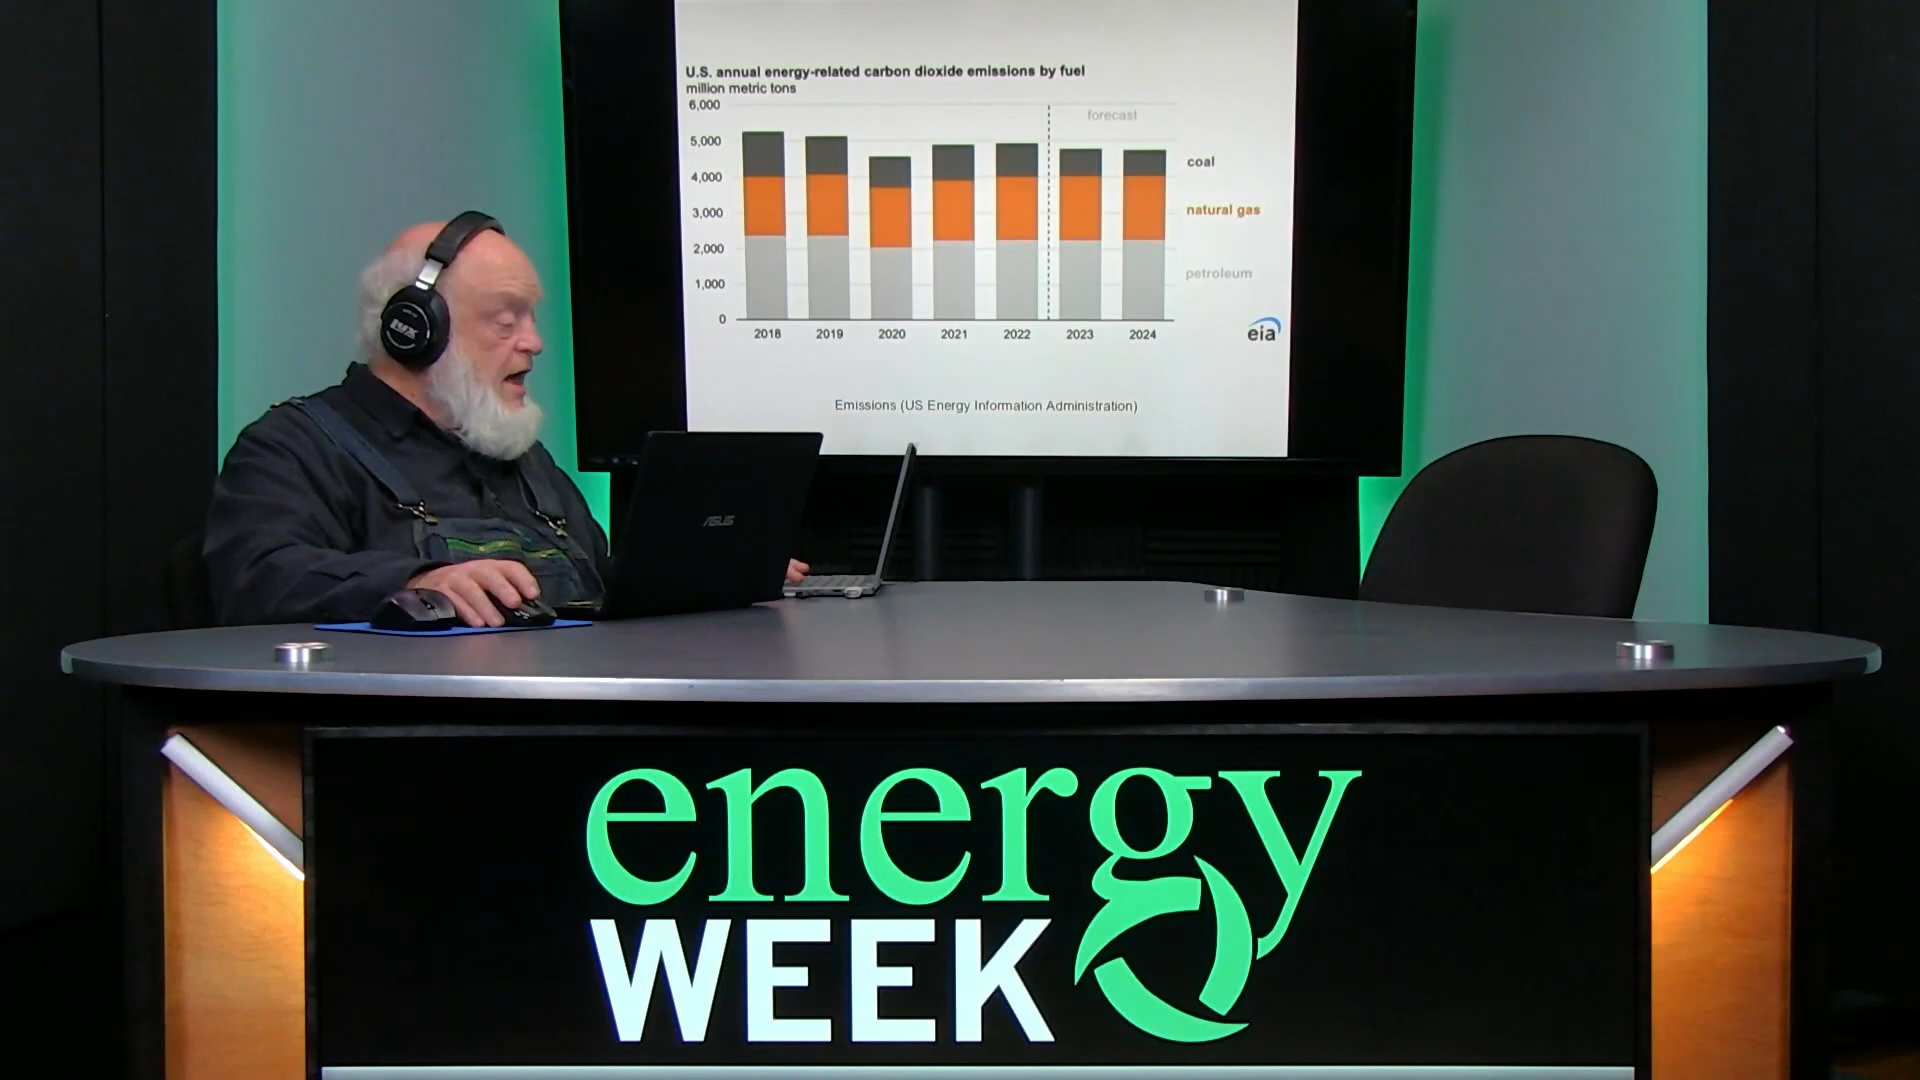 U.S. annual energy-related carbon dioxide emissions by fuel
million metric tons
6,000
forecast
5,000
coal
4,000
natural gas
3,000
2,000
petroleum
1,000
0
2018 2019 2020 2021 2022 2023 2024
eia
Emissions (US Energy Information Administration)
LyX
ASUS
energy
WEEK